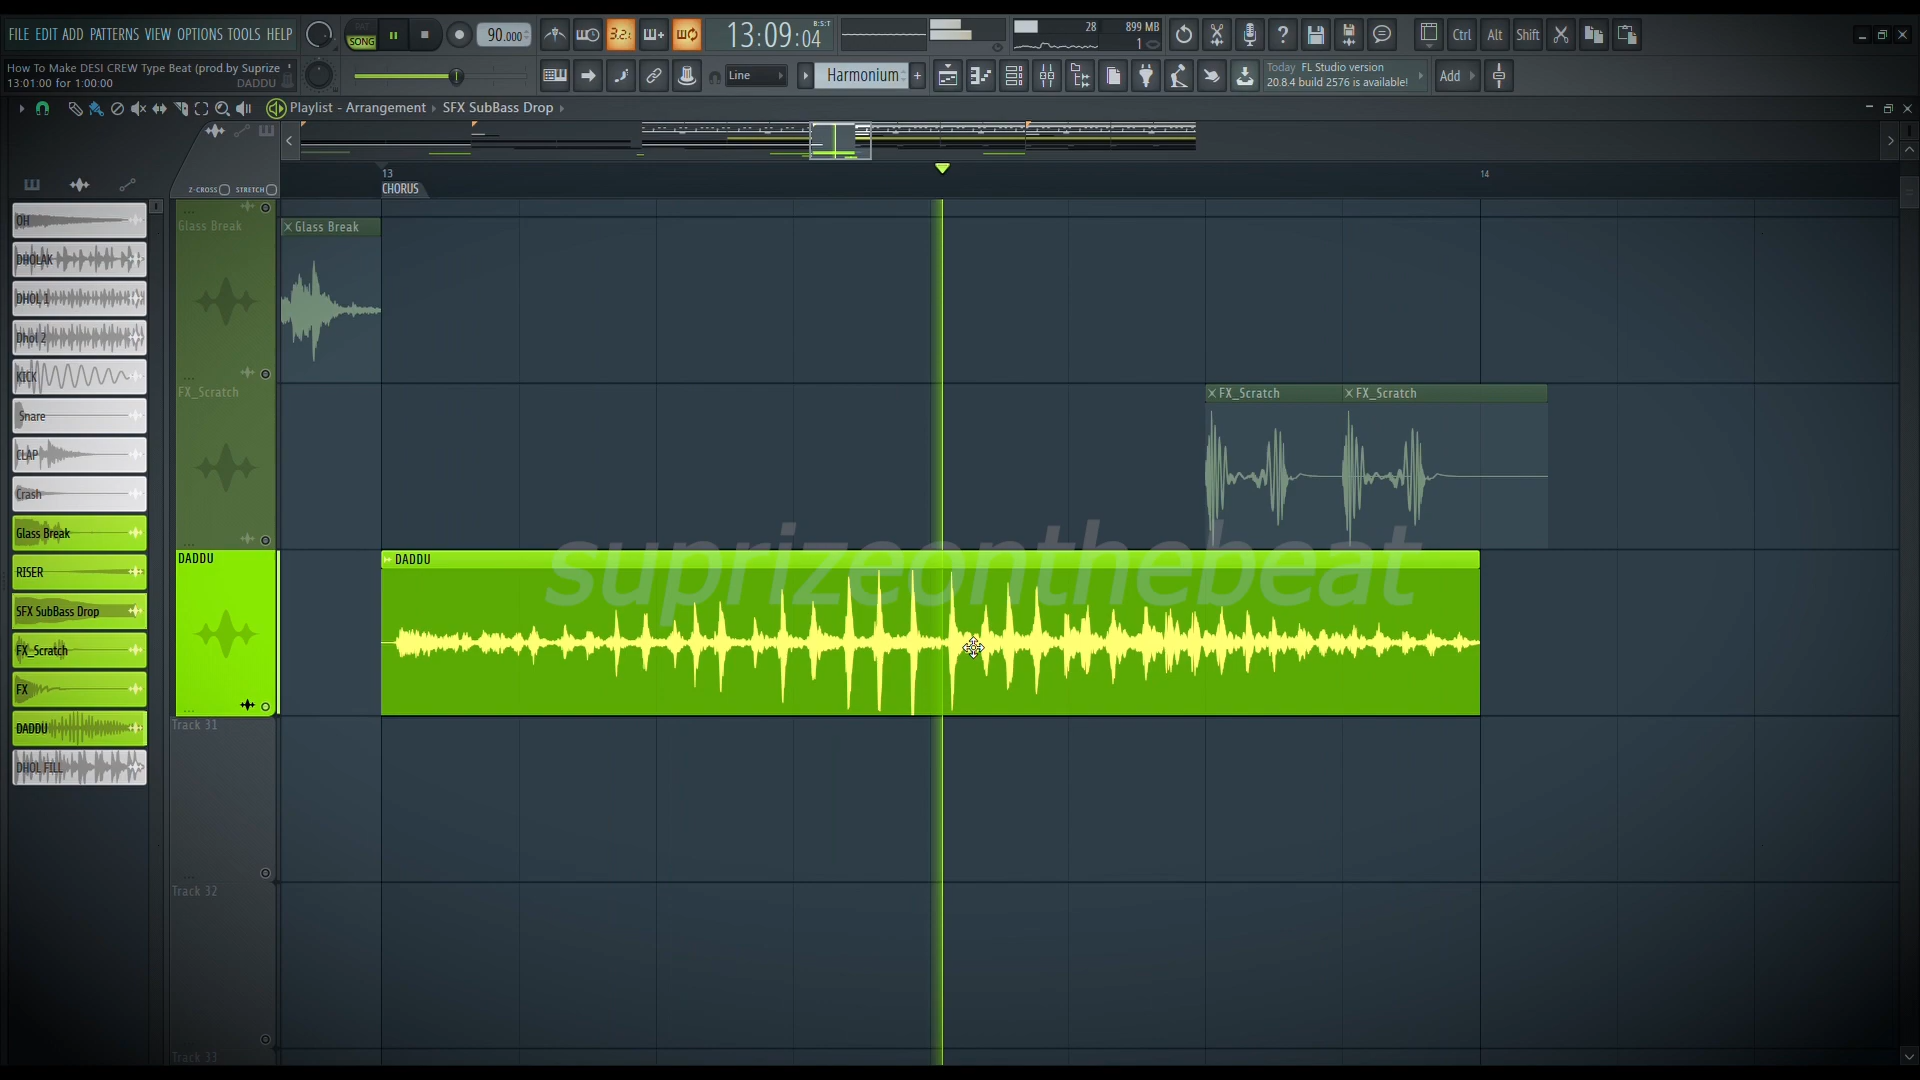 FILE EDIT ADD PATTERNS VIEW OPTIONS TOOLS HELP
PAT
SONG
90.000
3.2.
13:09:04
B:S:T
28
899 MB
1
Ctrl
Alt
Shift
How To Make DESI CREW Type Beat (prod.by Suprize
13:01:00 for 1:00:00
DADDU
Line
Harmonium
+
Today FL Studio version
20.8.4 build 2576 is available!
Add
Playlist - Arrangement › SFX SubBass Drop ›
13
14
CHORUS
Z-CROSS
STRETCH
OH
DHOLAK
DHOL 1
Dhol 2
KICK
Snare
CLAP
Crash
Glass Break
RISER
SFX SubBass Drop
FX_Scratch
FX
DADDU
DHOL FILL
Glass Break
Glass Break
FX_Scratch
FX_Scratch
FX_Scratch
DADDU
DADDU
suprizeonthebeat
Track 31
Track 32
Track 33